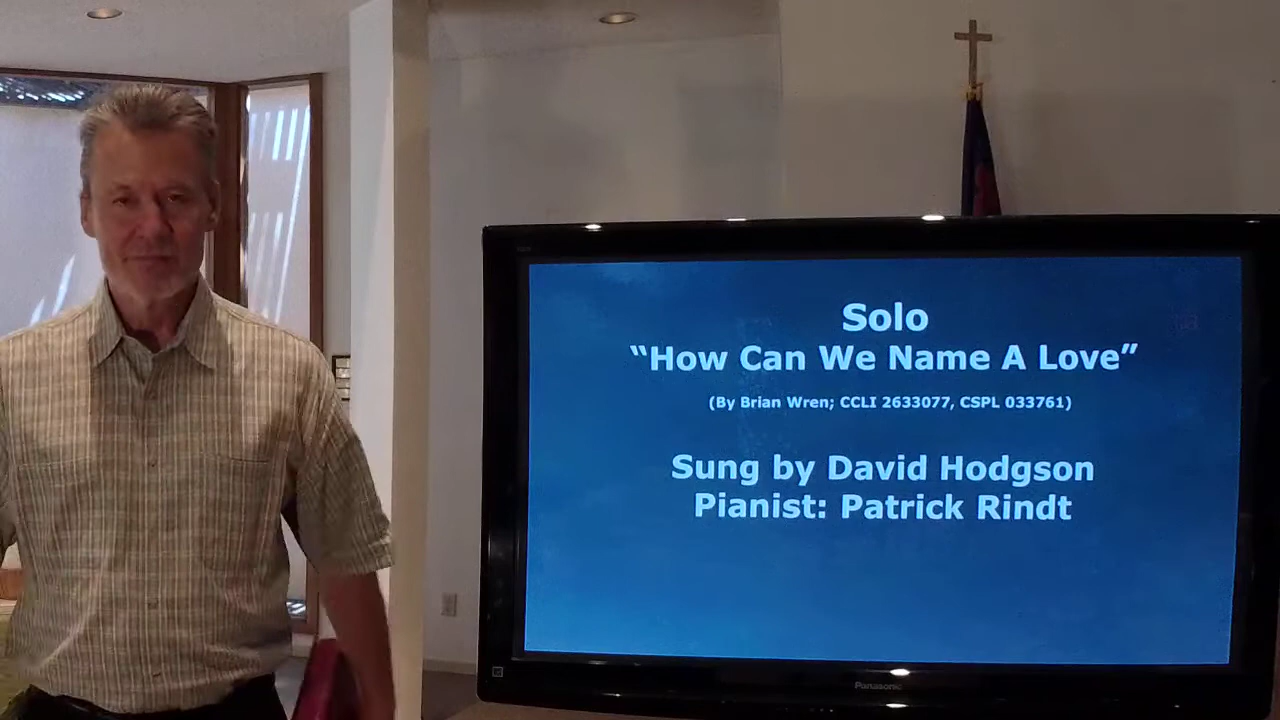 Solo
“How Can We Name A Love”
(By Brian Wren; CCLI 2633077, CSPL 033761)
Sung by David Hodgson
Pianist: Patrick Rindt
Panasonic